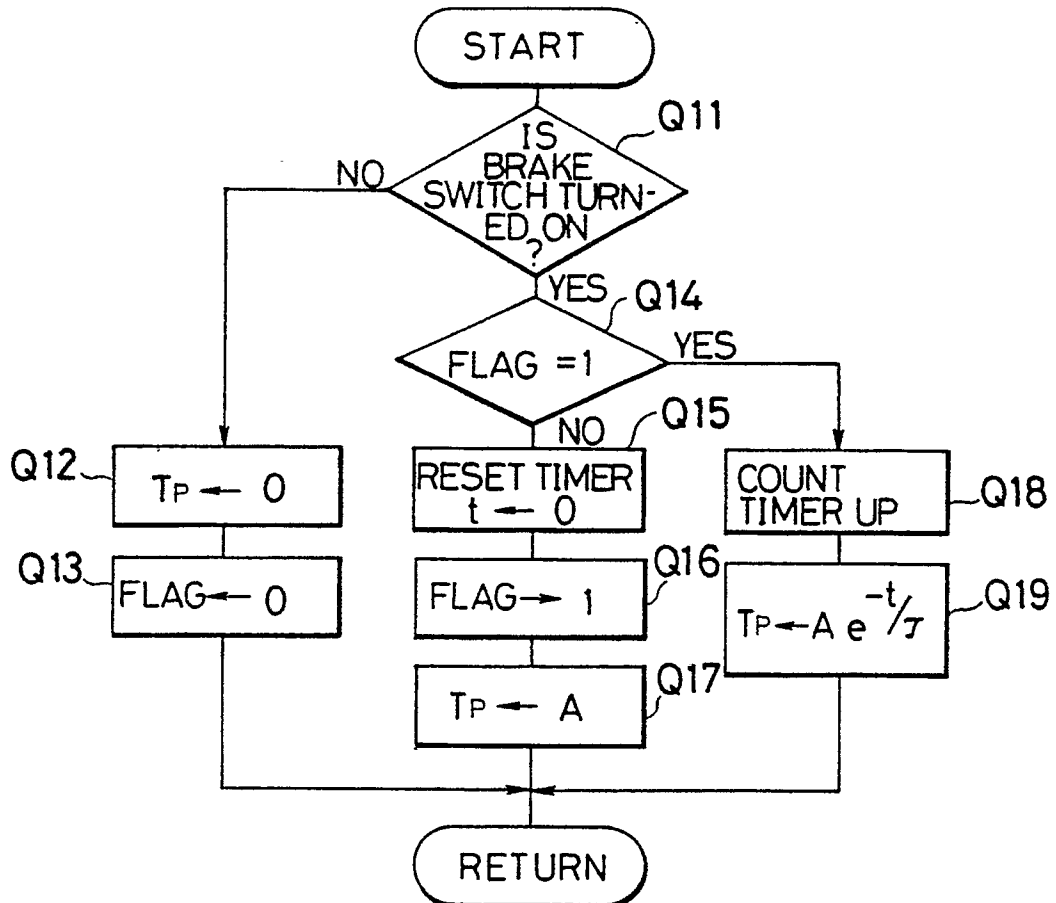 START
Q11
IS
BRAKE
SWITCH TURN-
ED ON
?
NO
YES
Q14
FLAG = 1
YES
NO
Q15
Q12
TP ← 0
RESET TIMER
t ← 0
COUNT
TIMER UP
Q18
Q13
FLAG ← 0
FLAG → 1
Q16
TP ← A e^-t/τ
Q19
TP ← A
Q17
RETURN